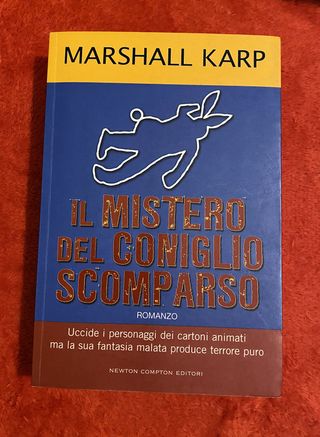 MARSHALL KARP
IL MISTERO
DEL CONIGLIO
SCOMPARSO
ROMANZO
Uccide i personaggi dei cartoni animati
ma la sua fantasia malata produce terrore puro
NEWTON COMPTON EDITORI